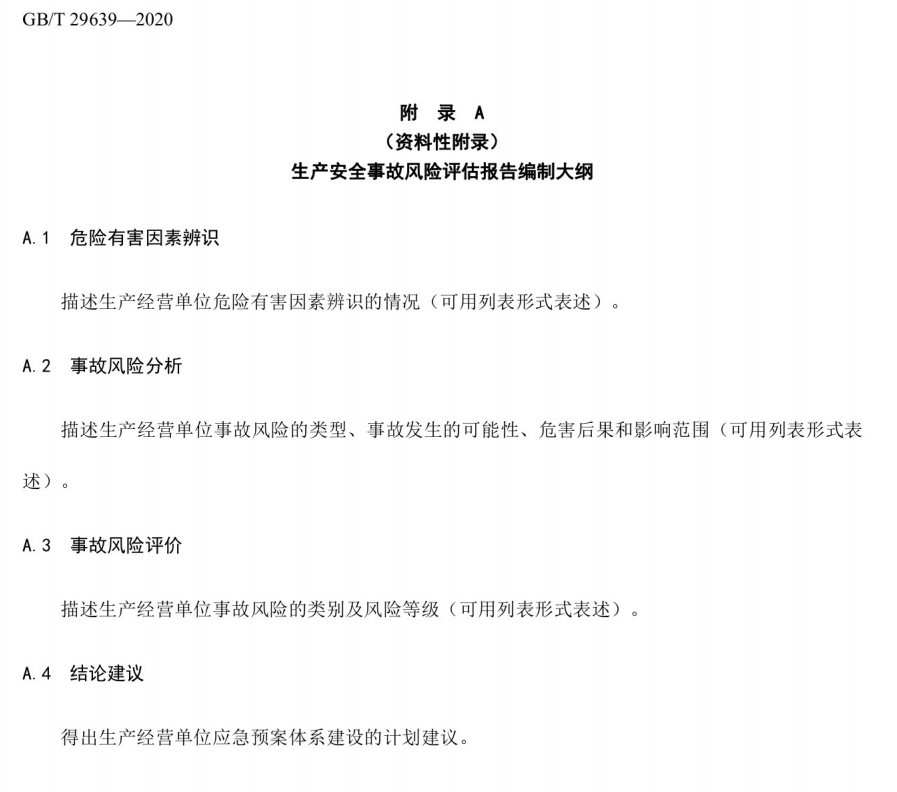 GB/T 29639—2020
附 录 A
（资料性附录）
生产安全事故风险评估报告编制大纲
A.1 危险有害因素辨识
描述生产经营单位危险有害因素辨识的情况（可用列表形式表述）。
A.2 事故风险分析
描述生产经营单位事故风险的类型、事故发生的可能性、危害后果和影响范围（可用列表形式表
述）。
A.3 事故风险评价
描述生产经营单位事故风险的类别及风险等级（可用列表形式表述）。
A.4 结论建议
得出生产经营单位应急预案体系建设的计划建议。